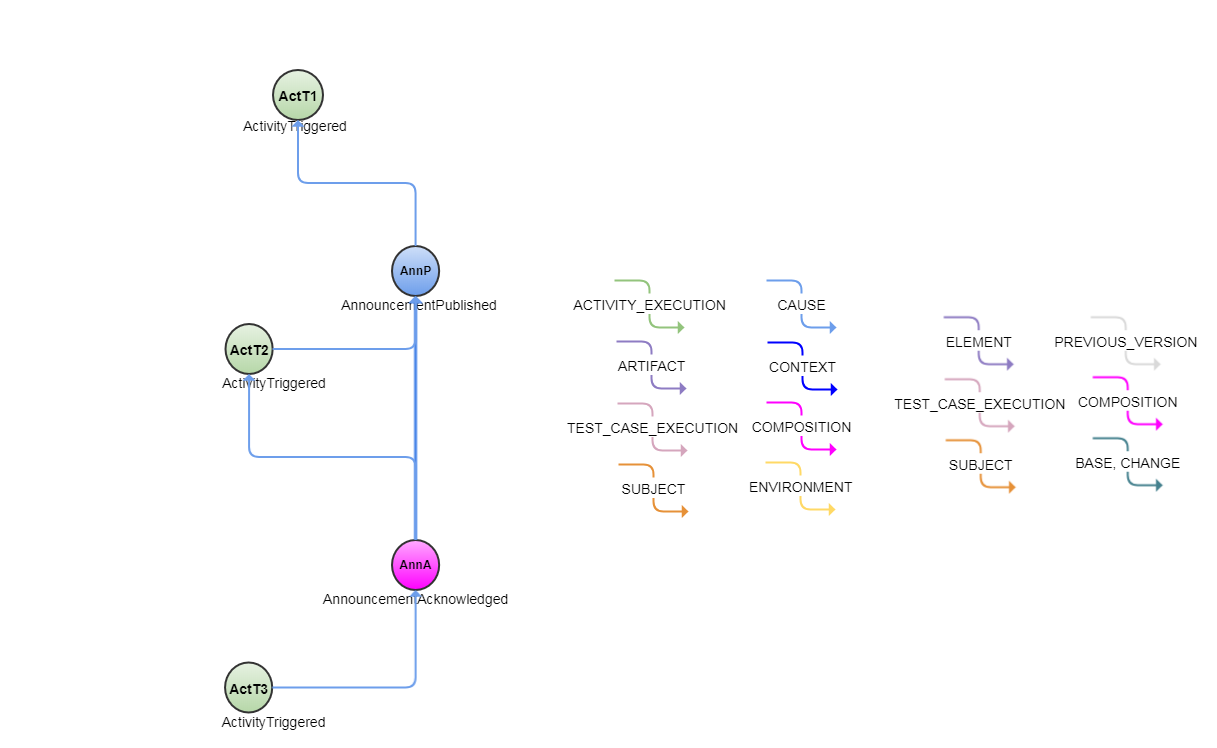 ActT1
ActivityTriggered
AnnP
AnnouncementPublished
ActT2
ActivityTriggered
AnnA
AnnouncementAcknowledged
ActT3
ActivityTriggered
ACTIVITY_EXECUTION
ARTIFACT
TEST_CASE_EXECUTION
SUBJECT
CAUSE
CONTEXT
COMPOSITION
ENVIRONMENT
ELEMENT
TEST_CASE_EXECUTION
SUBJECT
PREVIOUS_VERSION
COMPOSITION
BASE, CHANGE